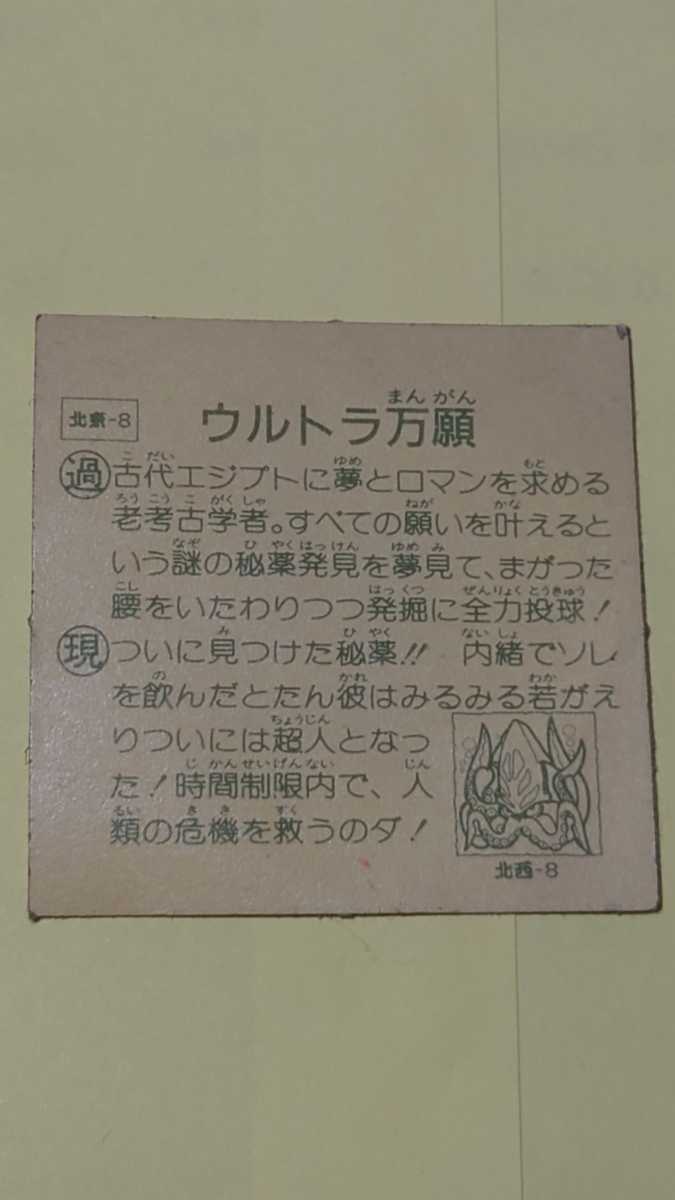 北東-8
まん がん
ウルトラ万願
こ だい ゆめ もと
過 古代エジプトに夢とロマンを求める
ろう こう こ がく しゃ ねが かな
老考古学者。すべての願いを叶えると
なぞ ひ やく はっ けん ゆめ み
いう謎の秘薬発見を夢見て、まがった
こし はっ くつ ぜんりょく とうきゅう
腰をいたわりつつ発掘に全力投球！
み ひ やく ない しょ
現 ついに見つけた秘薬!! 内緒でソレ
の かれ わか
を飲んだとたん彼はみるみる若がえ
ちょうじん
りついには超人となっ
じ かん せい げん ない じん
た！時間制限内で、人
るい き き すく
類の危機を救うのダ！
北西-8